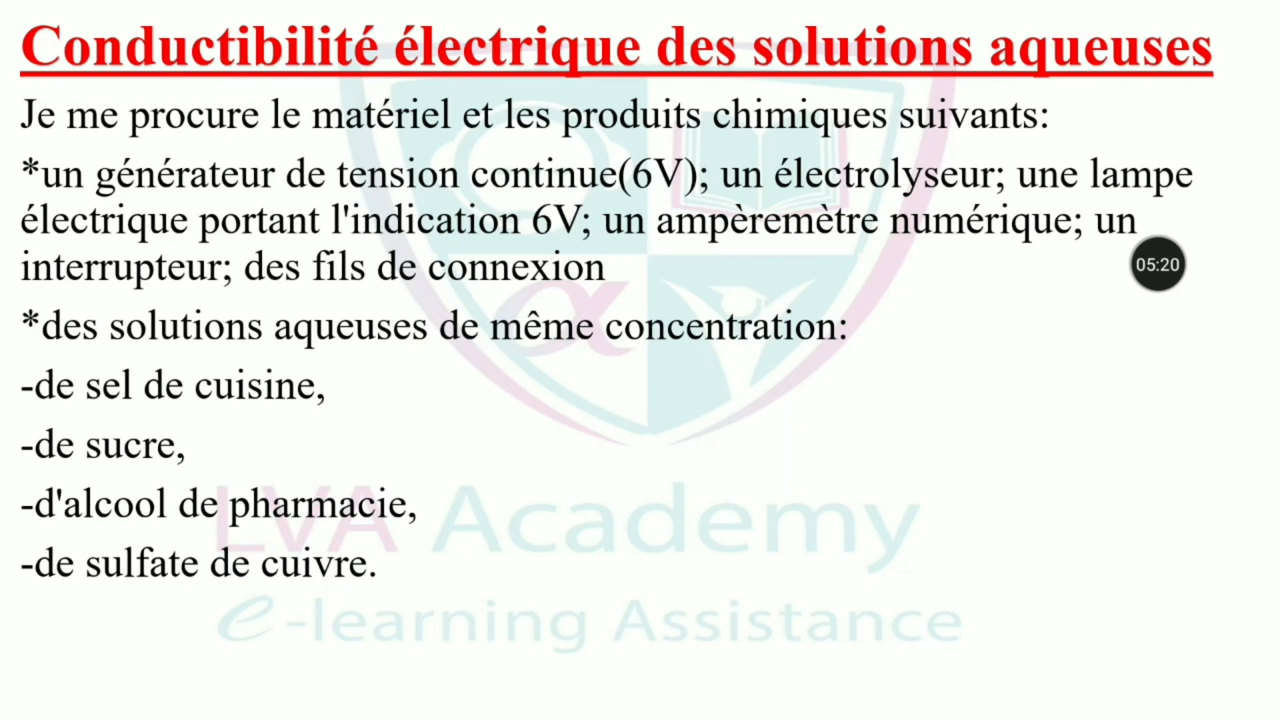 Conductibilité électrique des solutions aqueuses
Je me procure le matériel et les produits chimiques suivants:
*un générateur de tension continue(6V); un électrolyseur; une lampe
électrique portant l'indication 6V; un ampèremètre numérique; un
interrupteur; des fils de connexion
05:20
*des solutions aqueuses de même concentration:
-de sel de cuisine,
-de sucre,
-d'alcool de pharmacie,
LVA Academy
-de sulfate de cuivre.
e-learning Assistance